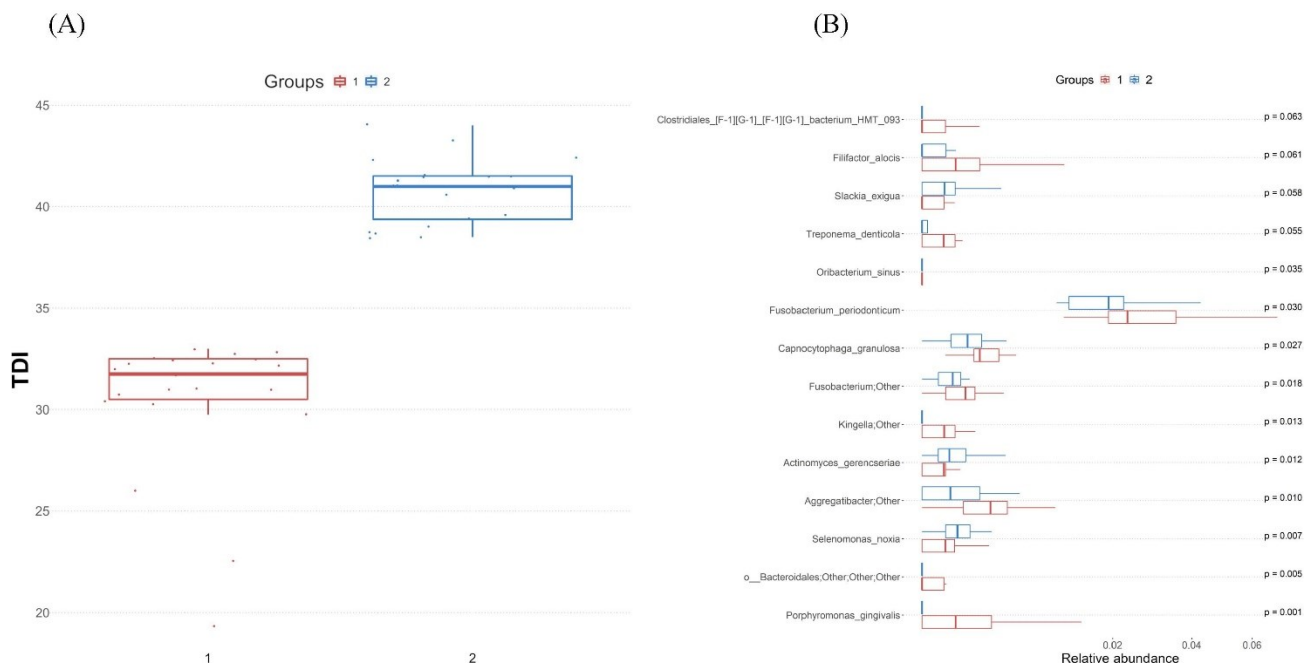 (A)
Groups 1 2
45
40
35
30
25
20
TDI
1 2
(B)
Groups 1 2
Clostridiales_[F-1][G-1]_[F-1][G-1]_bacterium_HMT_093 p = 0.063
Filifactor_alocis p = 0.061
Slackia_exigua p = 0.058
Treponema_denticola p = 0.055
Oribacterium_sinus p = 0.035
Fusobacterium_periodonticum p = 0.030
Capnocytophaga_granulosa p = 0.027
Fusobacterium;Other p = 0.018
Kingella;Other p = 0.013
Actinomyces_gerencseriae p = 0.012
Aggregatibacter;Other p = 0.010
Selenomonas_noxia p = 0.007
o__Bacteroidales;Other;Other;Other p = 0.005
Porphyromonas_gingivalis p = 0.001
0.02 0.04 0.06
Relative abundance